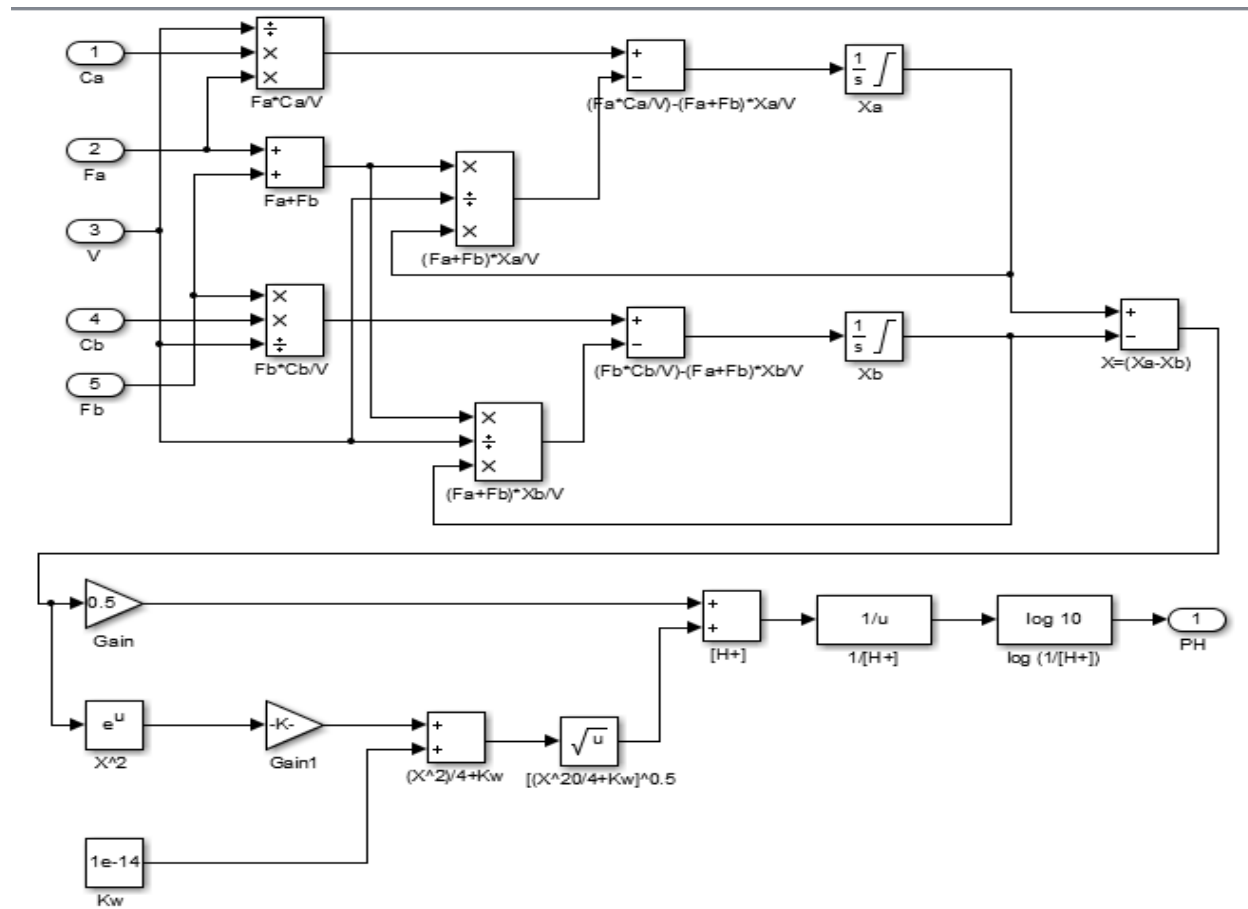 ÷
1
×
×
Ca
Fa*Ca/V
+
−
(Fa*Ca/V)-(Fa+Fb)*Xa/V
1
s
Xa
2
Fa
+
+
Fa+Fb
×
÷
×
(Fa+Fb)*Xa/V
3
V
4
Cb
×
×
÷
Fb*Cb/V
+
−
(Fb*Cb/V)-(Fa+Fb)*Xb/V
1
s
Xb
+
−
X=(Xa-Xb)
5
Fb
×
÷
×
(Fa+Fb)*Xb/V
0.5
Gain
+
+
[H+]
1/u
1/[H+]
log 10
log (1/[H+])
1
PH
e^u
X^2
-K-
Gain1
+
+
(X^2)/4+Kw
√u
[(X^20/4+Kw]^0.5
1e-14
Kw